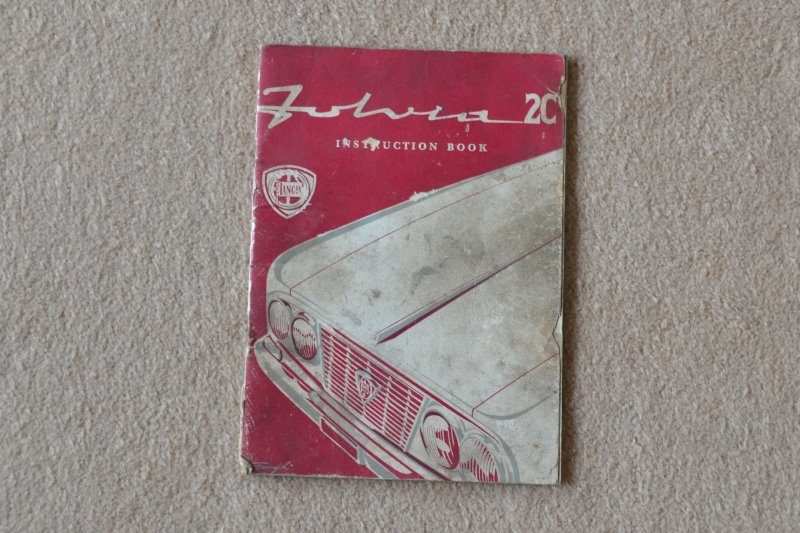 Fulvia 2C
INSTRUCTION BOOK
LANCIA